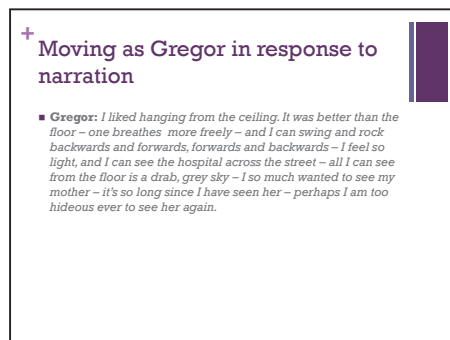 +
Moving as Gregor in response to
narration
■ Gregor: I liked hanging from the ceiling. It was better than the
floor – one breathes more freely – and I can swing and rock
backwards and forwards, forwards and backwards – I feel so
light, and I can see the hospital across the street – all I can see
from the floor is a drab, grey sky – I so much wanted to see my
mother – it's so long since I have seen her – perhaps I am too
hideous ever to see her again.